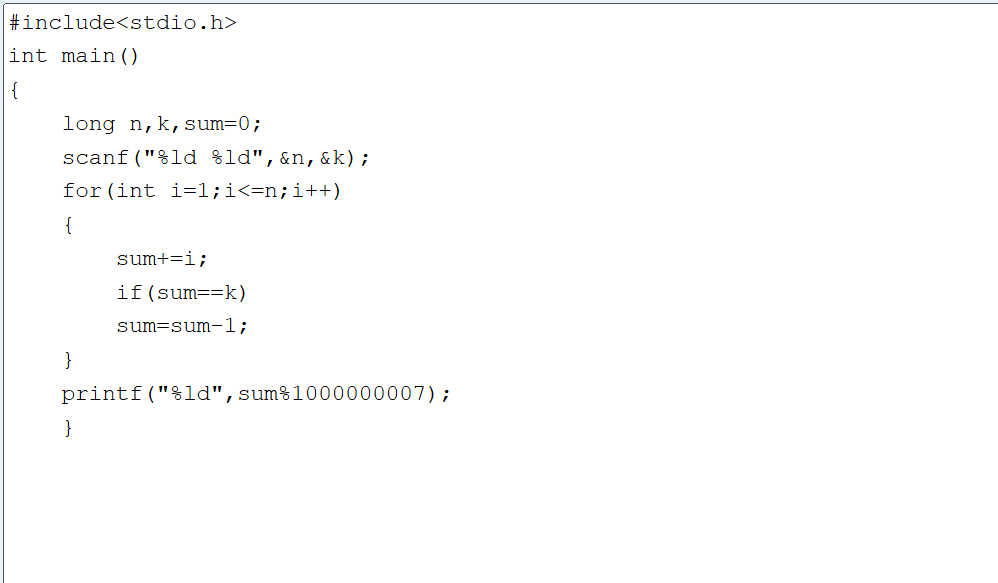 #include<stdio.h>
int main()
{
    long n,k,sum=0;
    scanf("%ld %ld",&n,&k);
    for(int i=1;i<=n;i++)
    {
        sum+=i;
        if(sum==k)
        sum=sum-1;
    }
    printf("%ld",sum%1000000007);
    }